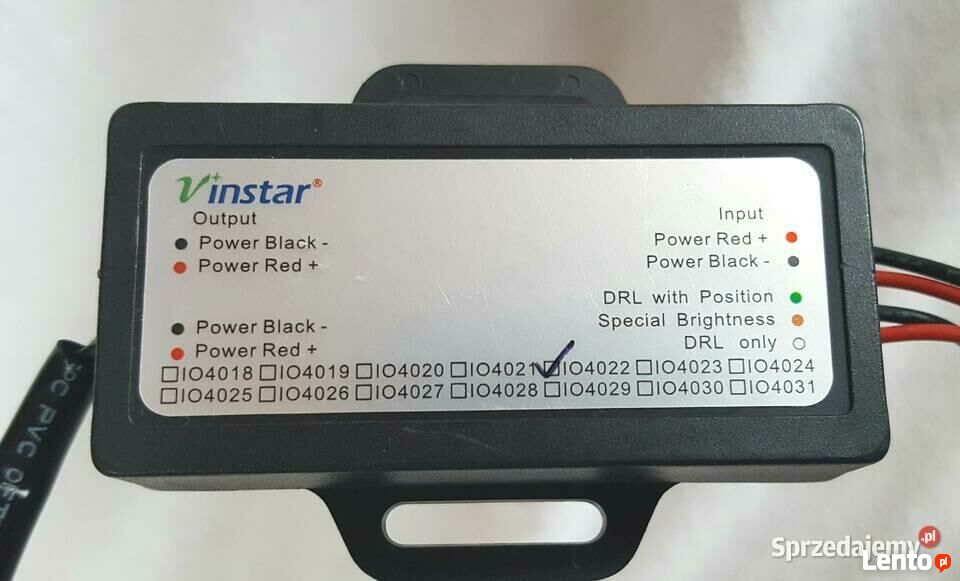 Vinstar®
Output
Power Black -
Power Red +
Power Black -
Power Red +
Input
Power Red +
Power Black -
DRL with Position
Special Brightness
DRL only
IO4018 IO4019 IO4020 IO4021 IO4022 IO4023 IO4024
IO4025 IO4026 IO4027 IO4028 IO4029 IO4030 IO4031
°C PVC
Sprzedajemy.pl
Lento.pl